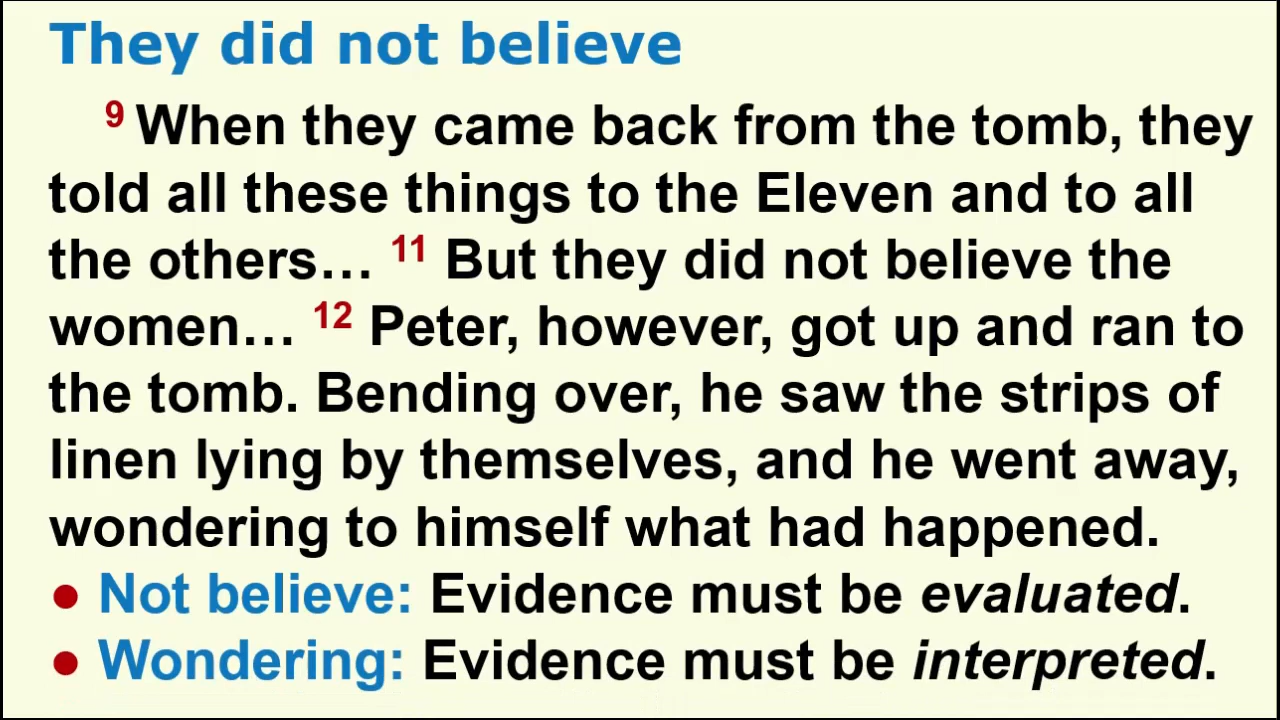 They did not believe
9 When they came back from the tomb, they
told all these things to the Eleven and to all
the others… 11 But they did not believe the
women… 12 Peter, however, got up and ran to
the tomb. Bending over, he saw the strips of
linen lying by themselves, and he went away,
wondering to himself what had happened.
● Not believe: Evidence must be evaluated.
● Wondering: Evidence must be interpreted.